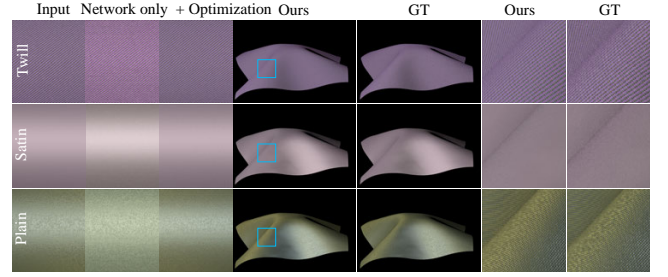 Input Network only + Optimization Ours GT Ours GT
Twill
Satin
Plain